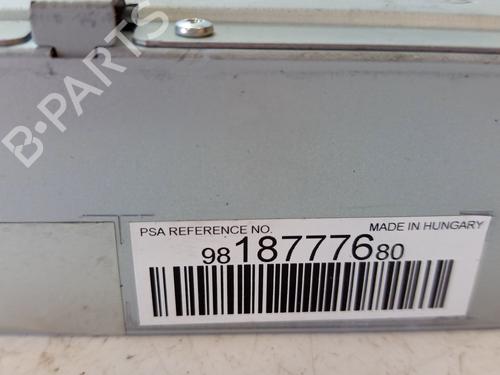 B-PARTS
PSA REFERENCE NO. MADE IN HUNGARY
9818777680